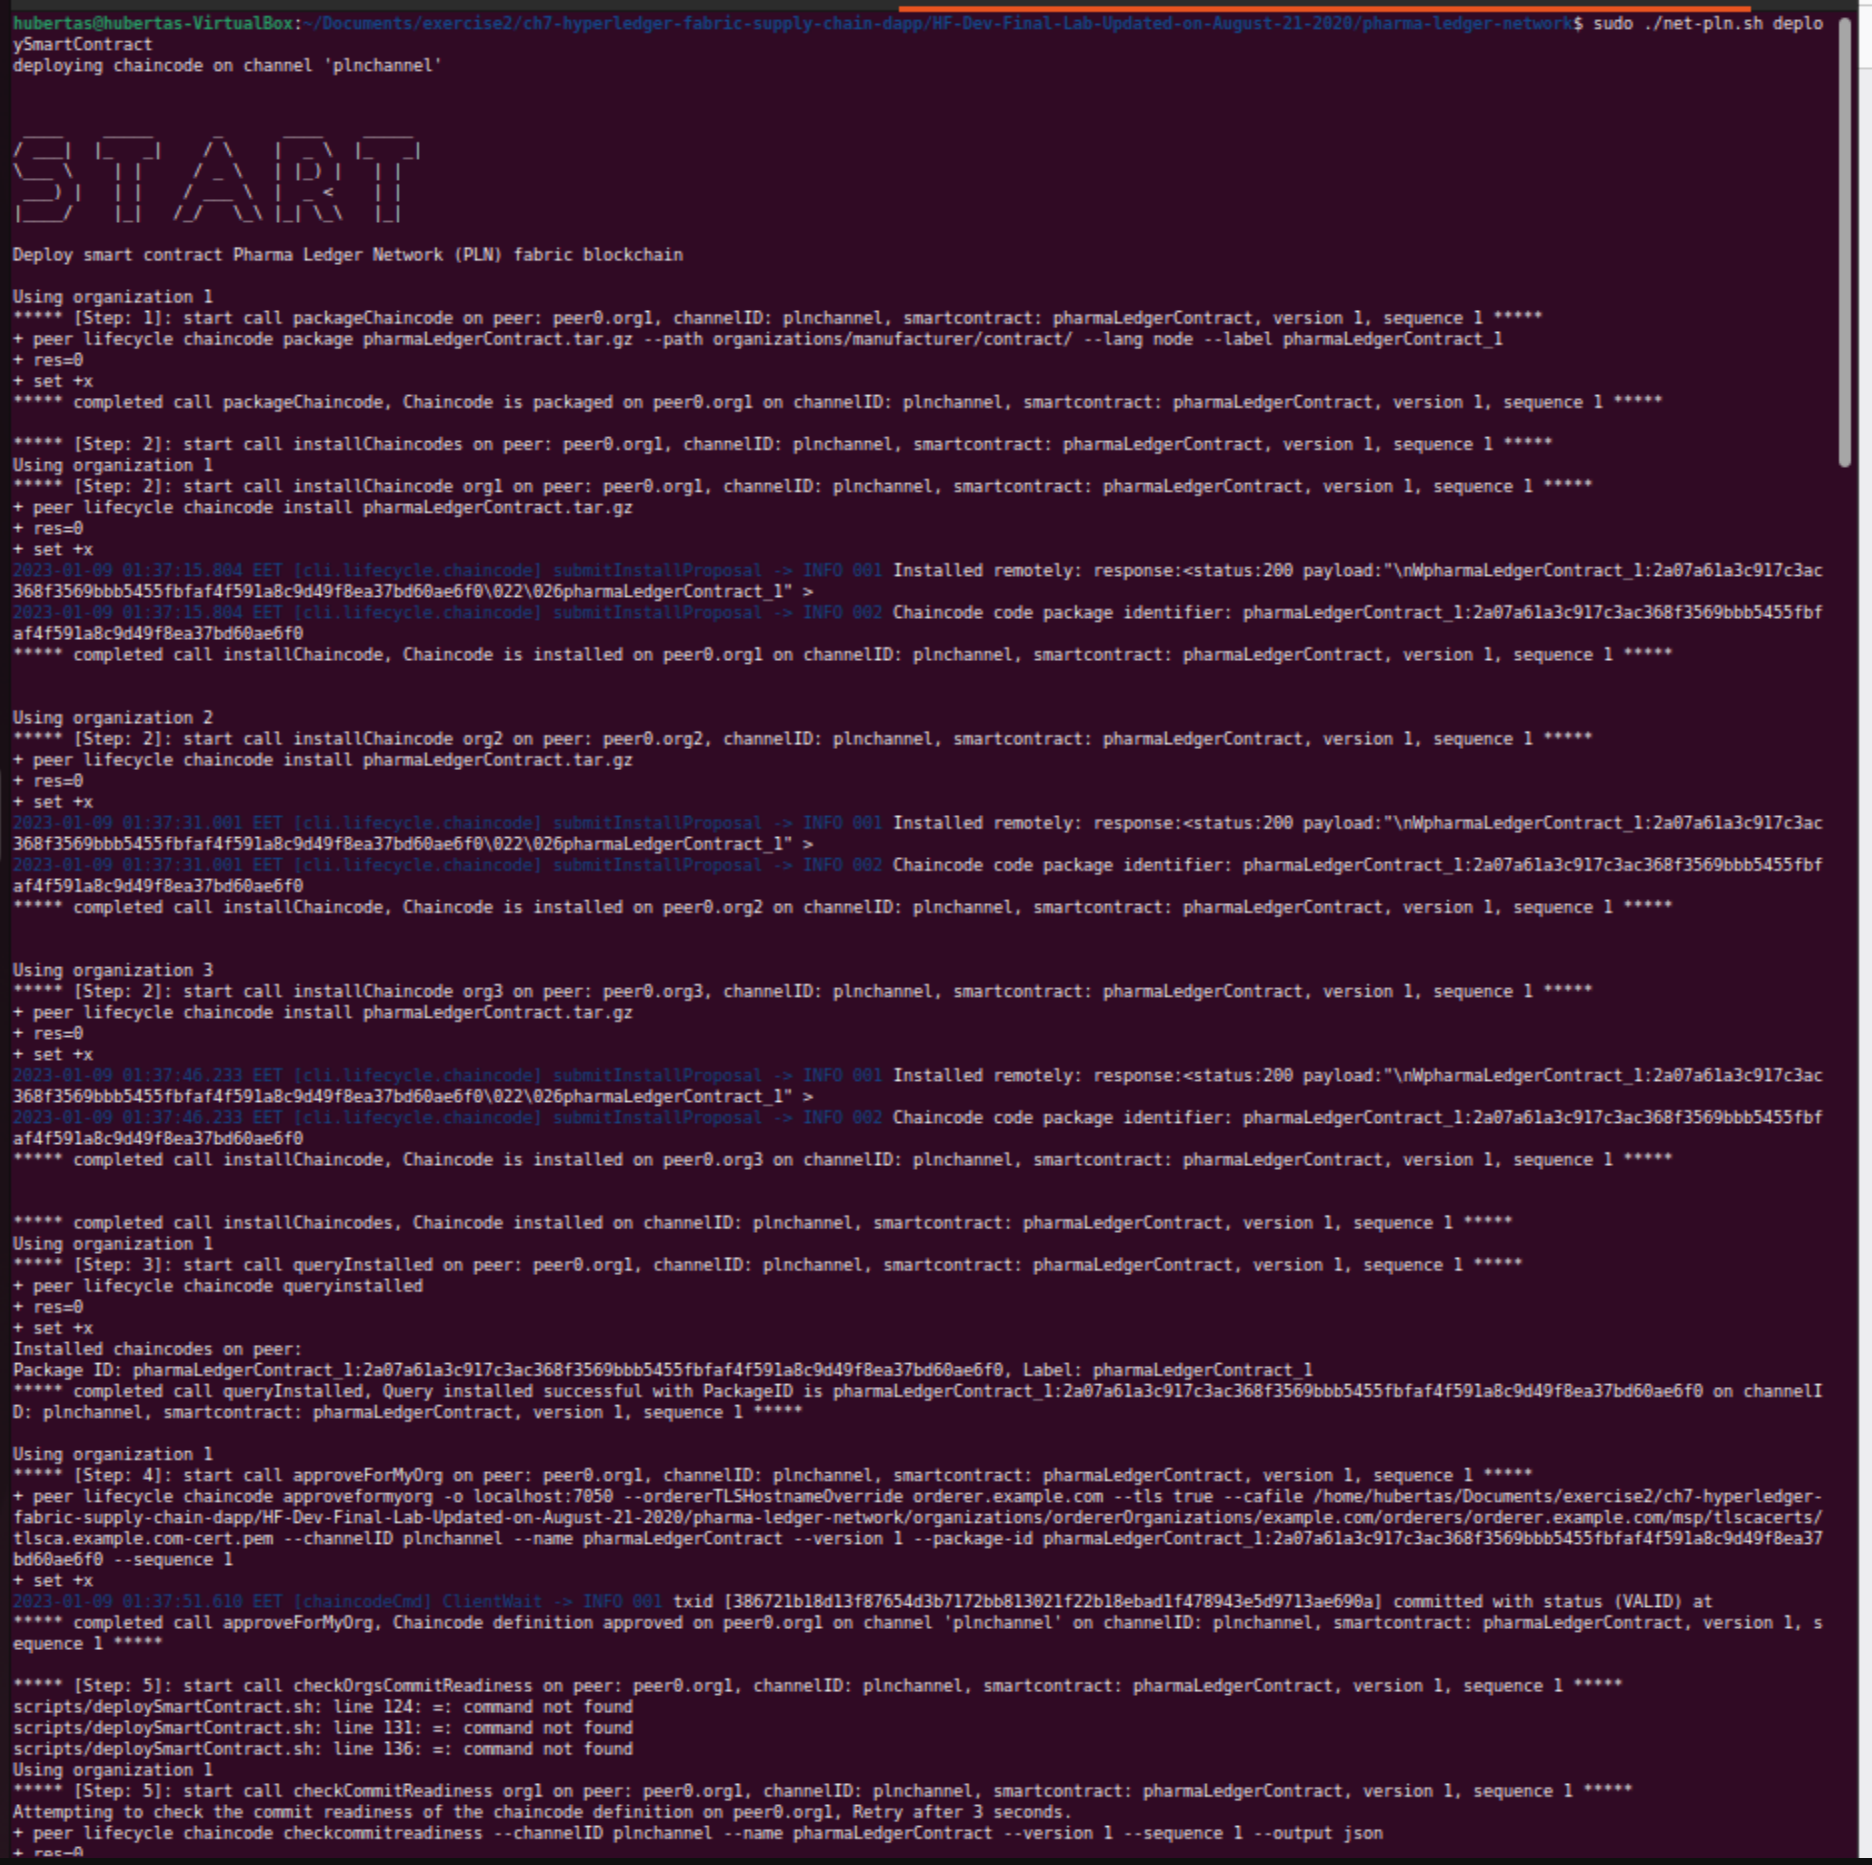 hubertas@hubertas-VirtualBox:~/Documents/exercise2/ch7-hyperledger-fabric-supply-chain-dapp/HF-Dev-Final-Lab-Updated-on-August-21-2020/pharma-ledger-network$ sudo ./net-pln.sh deplo
ySmartContract
deploying chaincode on channel 'plnchannel'
START
Deploy smart contract Pharma Ledger Network (PLN) fabric blockchain
Using organization 1
***** [Step: 1]: start call packageChaincode on peer: peer0.org1, channelID: plnchannel, smartcontract: pharmaLedgerContract, version 1, sequence 1 *****
+ peer lifecycle chaincode package pharmaLedgerContract.tar.gz --path organizations/manufacturer/contract/ --lang node --label pharmaLedgerContract_1
+ res=0
+ set +x
***** completed call packageChaincode, Chaincode is packaged on peer0.org1 on channelID: plnchannel, smartcontract: pharmaLedgerContract, version 1, sequence 1 *****
***** [Step: 2]: start call installChaincodes on peer: peer0.org1, channelID: plnchannel, smartcontract: pharmaLedgerContract, version 1, sequence 1 *****
Using organization 1
***** [Step: 2]: start call installChaincode org1 on peer: peer0.org1, channelID: plnchannel, smartcontract: pharmaLedgerContract, version 1, sequence 1 *****
+ peer lifecycle chaincode install pharmaLedgerContract.tar.gz
+ res=0
+ set +x
2023-01-09 01:37:15.804 EET [cli.lifecycle.chaincode] submitInstallProposal -> INFO 001 Installed remotely: response:<status:200 payload:"\nWpharmaLedgerContract_1:2a07a61a3c917c3ac
368f3569bbb5455fbfaf4f591a8c9d49f8ea37bd60ae6f0\022\026pharmaLedgerContract_1" >
2023-01-09 01:37:15.804 EET [cli.lifecycle.chaincode] submitInstallProposal -> INFO 002 Chaincode code package identifier: pharmaLedgerContract_1:2a07a61a3c917c3ac368f3569bbb5455fbf
af4f591a8c9d49f8ea37bd60ae6f0
***** completed call installChaincode, Chaincode is installed on peer0.org1 on channelID: plnchannel, smartcontract: pharmaLedgerContract, version 1, sequence 1 *****
Using organization 2
***** [Step: 2]: start call installChaincode org2 on peer: peer0.org2, channelID: plnchannel, smartcontract: pharmaLedgerContract, version 1, sequence 1 *****
+ peer lifecycle chaincode install pharmaLedgerContract.tar.gz
+ res=0
+ set +x
2023-01-09 01:37:31.001 EET [cli.lifecycle.chaincode] submitInstallProposal -> INFO 001 Installed remotely: response:<status:200 payload:"\nWpharmaLedgerContract_1:2a07a61a3c917c3ac
368f3569bbb5455fbfaf4f591a8c9d49f8ea37bd60ae6f0\022\026pharmaLedgerContract_1" >
2023-01-09 01:37:31.001 EET [cli.lifecycle.chaincode] submitInstallProposal -> INFO 002 Chaincode code package identifier: pharmaLedgerContract_1:2a07a61a3c917c3ac368f3569bbb5455fbf
af4f591a8c9d49f8ea37bd60ae6f0
***** completed call installChaincode, Chaincode is installed on peer0.org2 on channelID: plnchannel, smartcontract: pharmaLedgerContract, version 1, sequence 1 *****
Using organization 3
***** [Step: 2]: start call installChaincode org3 on peer: peer0.org3, channelID: plnchannel, smartcontract: pharmaLedgerContract, version 1, sequence 1 *****
+ peer lifecycle chaincode install pharmaLedgerContract.tar.gz
+ res=0
+ set +x
2023-01-09 01:37:46.233 EET [cli.lifecycle.chaincode] submitInstallProposal -> INFO 001 Installed remotely: response:<status:200 payload:"\nWpharmaLedgerContract_1:2a07a61a3c917c3ac
368f3569bbb5455fbfaf4f591a8c9d49f8ea37bd60ae6f0\022\026pharmaLedgerContract_1" >
2023-01-09 01:37:46.233 EET [cli.lifecycle.chaincode] submitInstallProposal -> INFO 002 Chaincode code package identifier: pharmaLedgerContract_1:2a07a61a3c917c3ac368f3569bbb5455fbf
af4f591a8c9d49f8ea37bd60ae6f0
***** completed call installChaincode, Chaincode is installed on peer0.org3 on channelID: plnchannel, smartcontract: pharmaLedgerContract, version 1, sequence 1 *****
***** completed call installChaincodes, Chaincode installed on channelID: plnchannel, smartcontract: pharmaLedgerContract, version 1, sequence 1 *****
Using organization 1
***** [Step: 3]: start call queryInstalled on peer: peer0.org1, channelID: plnchannel, smartcontract: pharmaLedgerContract, version 1, sequence 1 *****
+ peer lifecycle chaincode queryinstalled
+ res=0
+ set +x
Installed chaincodes on peer:
Package ID: pharmaLedgerContract_1:2a07a61a3c917c3ac368f3569bbb5455fbfaf4f591a8c9d49f8ea37bd60ae6f0, Label: pharmaLedgerContract_1
***** completed call queryInstalled, Query installed successful with PackageID is pharmaLedgerContract_1:2a07a61a3c917c3ac368f3569bbb5455fbfaf4f591a8c9d49f8ea37bd60ae6f0 on channelI
D: plnchannel, smartcontract: pharmaLedgerContract, version 1, sequence 1 *****
Using organization 1
***** [Step: 4]: start call approveForMyOrg on peer: peer0.org1, channelID: plnchannel, smartcontract: pharmaLedgerContract, version 1, sequence 1 *****
+ peer lifecycle chaincode approveformyorg -o localhost:7050 --ordererTLSHostnameOverride orderer.example.com --tls true --cafile /home/hubertas/Documents/exercise2/ch7-hyperledger-
fabric-supply-chain-dapp/HF-Dev-Final-Lab-Updated-on-August-21-2020/pharma-ledger-network/organizations/ordererOrganizations/example.com/orderers/orderer.example.com/msp/tlscacerts/
tlsca.example.com-cert.pem --channelID plnchannel --name pharmaLedgerContract --version 1 --package-id pharmaLedgerContract_1:2a07a61a3c917c3ac368f3569bbb5455fbfaf4f591a8c9d49f8ea37
bd60ae6f0 --sequence 1
+ set +x
2023-01-09 01:37:51.610 EET [chaincodeCmd] ClientWait -> INFO 001 txid [386721b18d13f87654d3b7172bb813021f22b18ebad1f478943e5d9713ae690a] committed with status (VALID) at
***** completed call approveForMyOrg, Chaincode definition approved on peer0.org1 on channel 'plnchannel' on channelID: plnchannel, smartcontract: pharmaLedgerContract, version 1, s
equence 1 *****
***** [Step: 5]: start call checkOrgsCommitReadiness on peer: peer0.org1, channelID: plnchannel, smartcontract: pharmaLedgerContract, version 1, sequence 1 *****
scripts/deploySmartContract.sh: line 124: =: command not found
scripts/deploySmartContract.sh: line 131: =: command not found
scripts/deploySmartContract.sh: line 136: =: command not found
Using organization 1
***** [Step: 5]: start call checkCommitReadiness org1 on peer: peer0.org1, channelID: plnchannel, smartcontract: pharmaLedgerContract, version 1, sequence 1 *****
Attempting to check the commit readiness of the chaincode definition on peer0.org1, Retry after 3 seconds.
+ peer lifecycle chaincode checkcommitreadiness --channelID plnchannel --name pharmaLedgerContract --version 1 --sequence 1 --output json
+ res=0